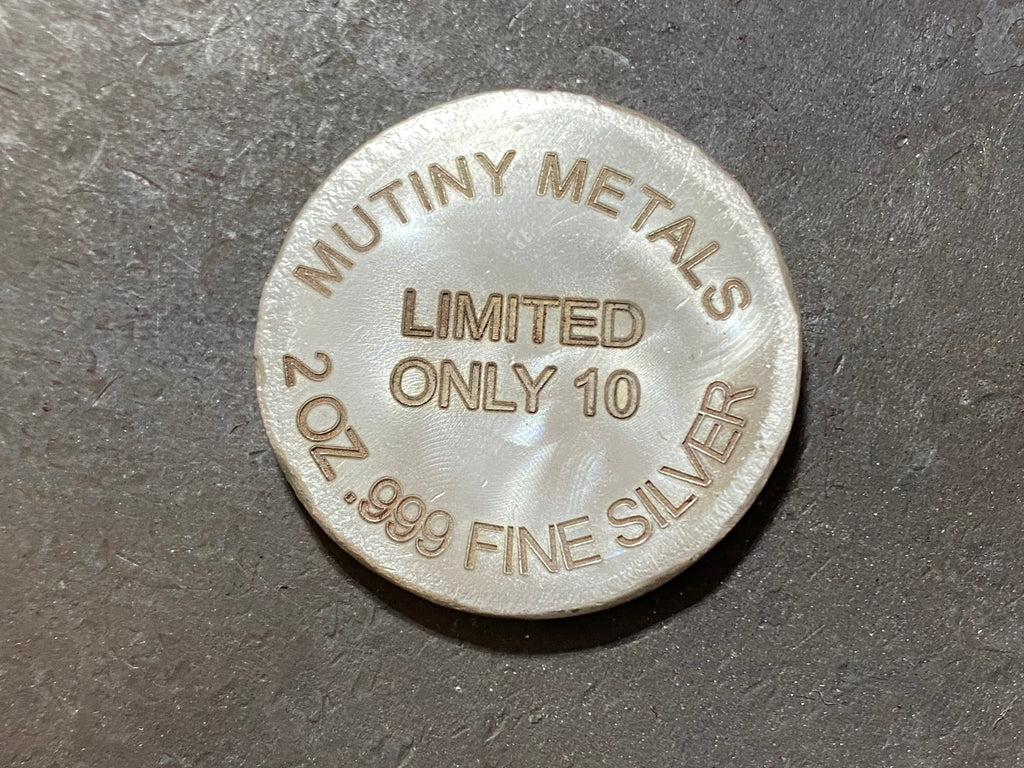 MUTINY METALS
LIMITED
ONLY 10
2 OZ .999 FINE SILVER